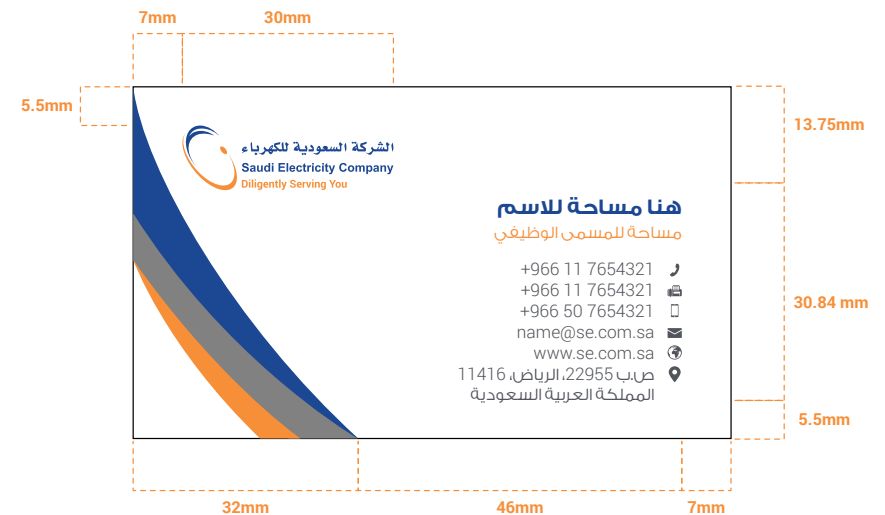 7mm
30mm
5.5mm
13.75mm
الشركة السعودية للكهرباء
Saudi Electricity Company
Diligently Serving You
هنا مساحة للاسم
مساحة للمسمى الوظيفي
+966 11 7654321
+966 11 7654321
+966 50 7654321
30.84 mm
name@se.com.sa
www.se.com.sa
ص.ب 22955، الرياض، 11416
المملكة العربية السعودية
5.5mm
32mm
46mm
7mm